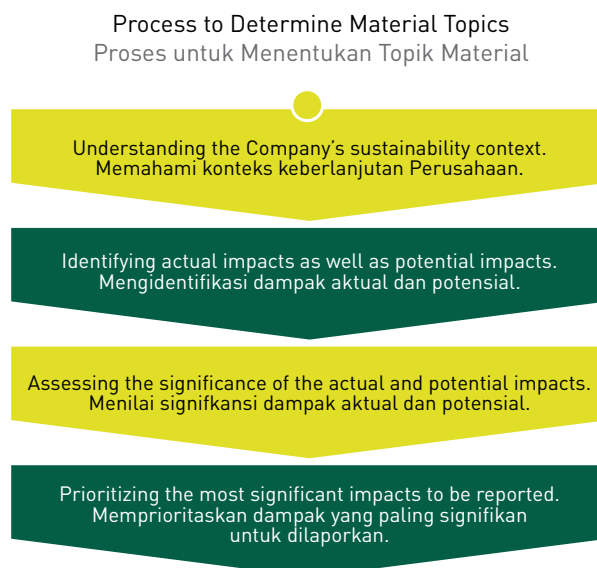 Process to Determine Material Topics
Proses untuk Menentukan Topik Material
Understanding the Company’s sustainability context.
Memahami konteks keberlanjutan Perusahaan.
Identifying actual impacts as well as potential impacts.
Mengidentifikasi dampak aktual dan potensial.
Assessing the significance of the actual and potential impacts.
Menilai signifkansi dampak aktual dan potensial.
Prioritizing the most significant impacts to be reported.
Memprioritaskan dampak yang paling signifikan
untuk dilaporkan.